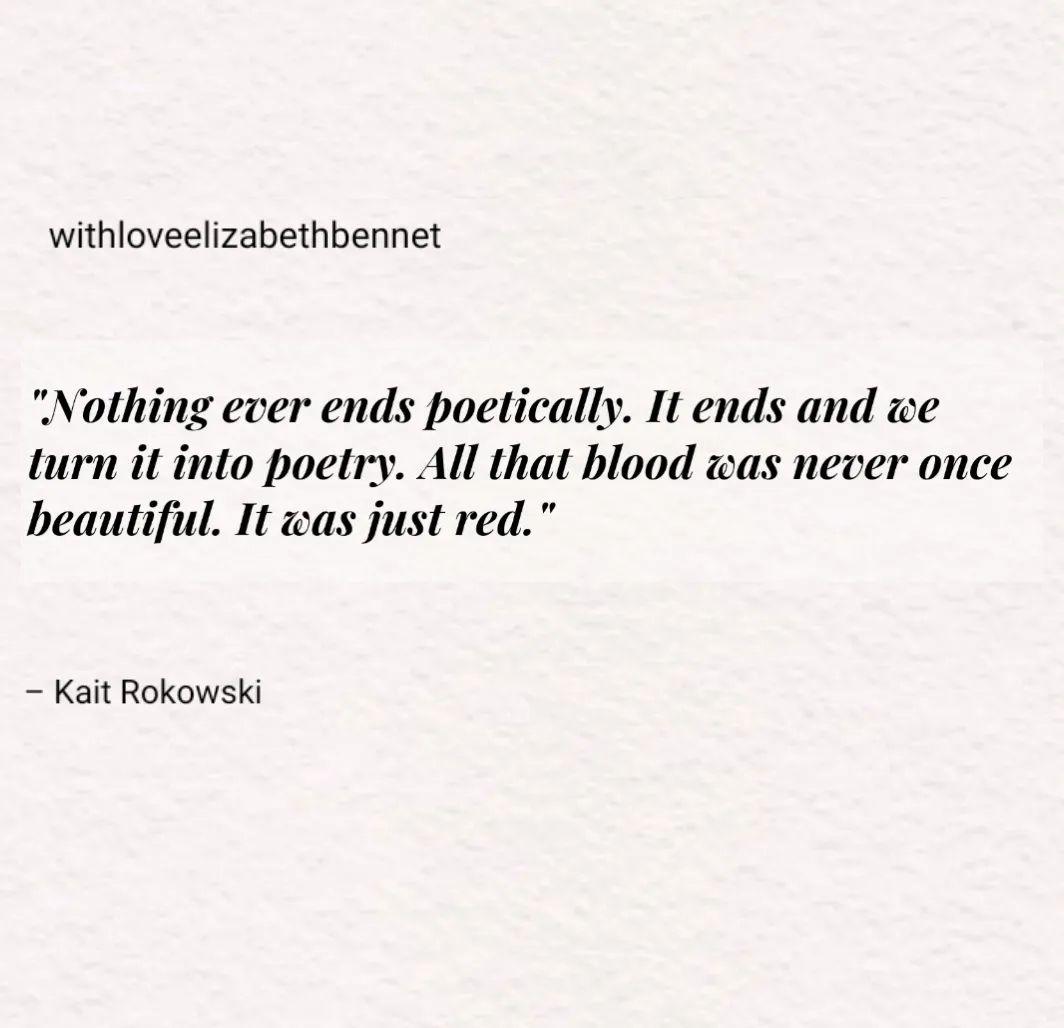 withloveelizabethbennet
"Nothing ever ends poetically. It ends and we
turn it into poetry. All that blood was never once
beautiful. It was just red."
– Kait Rokowski